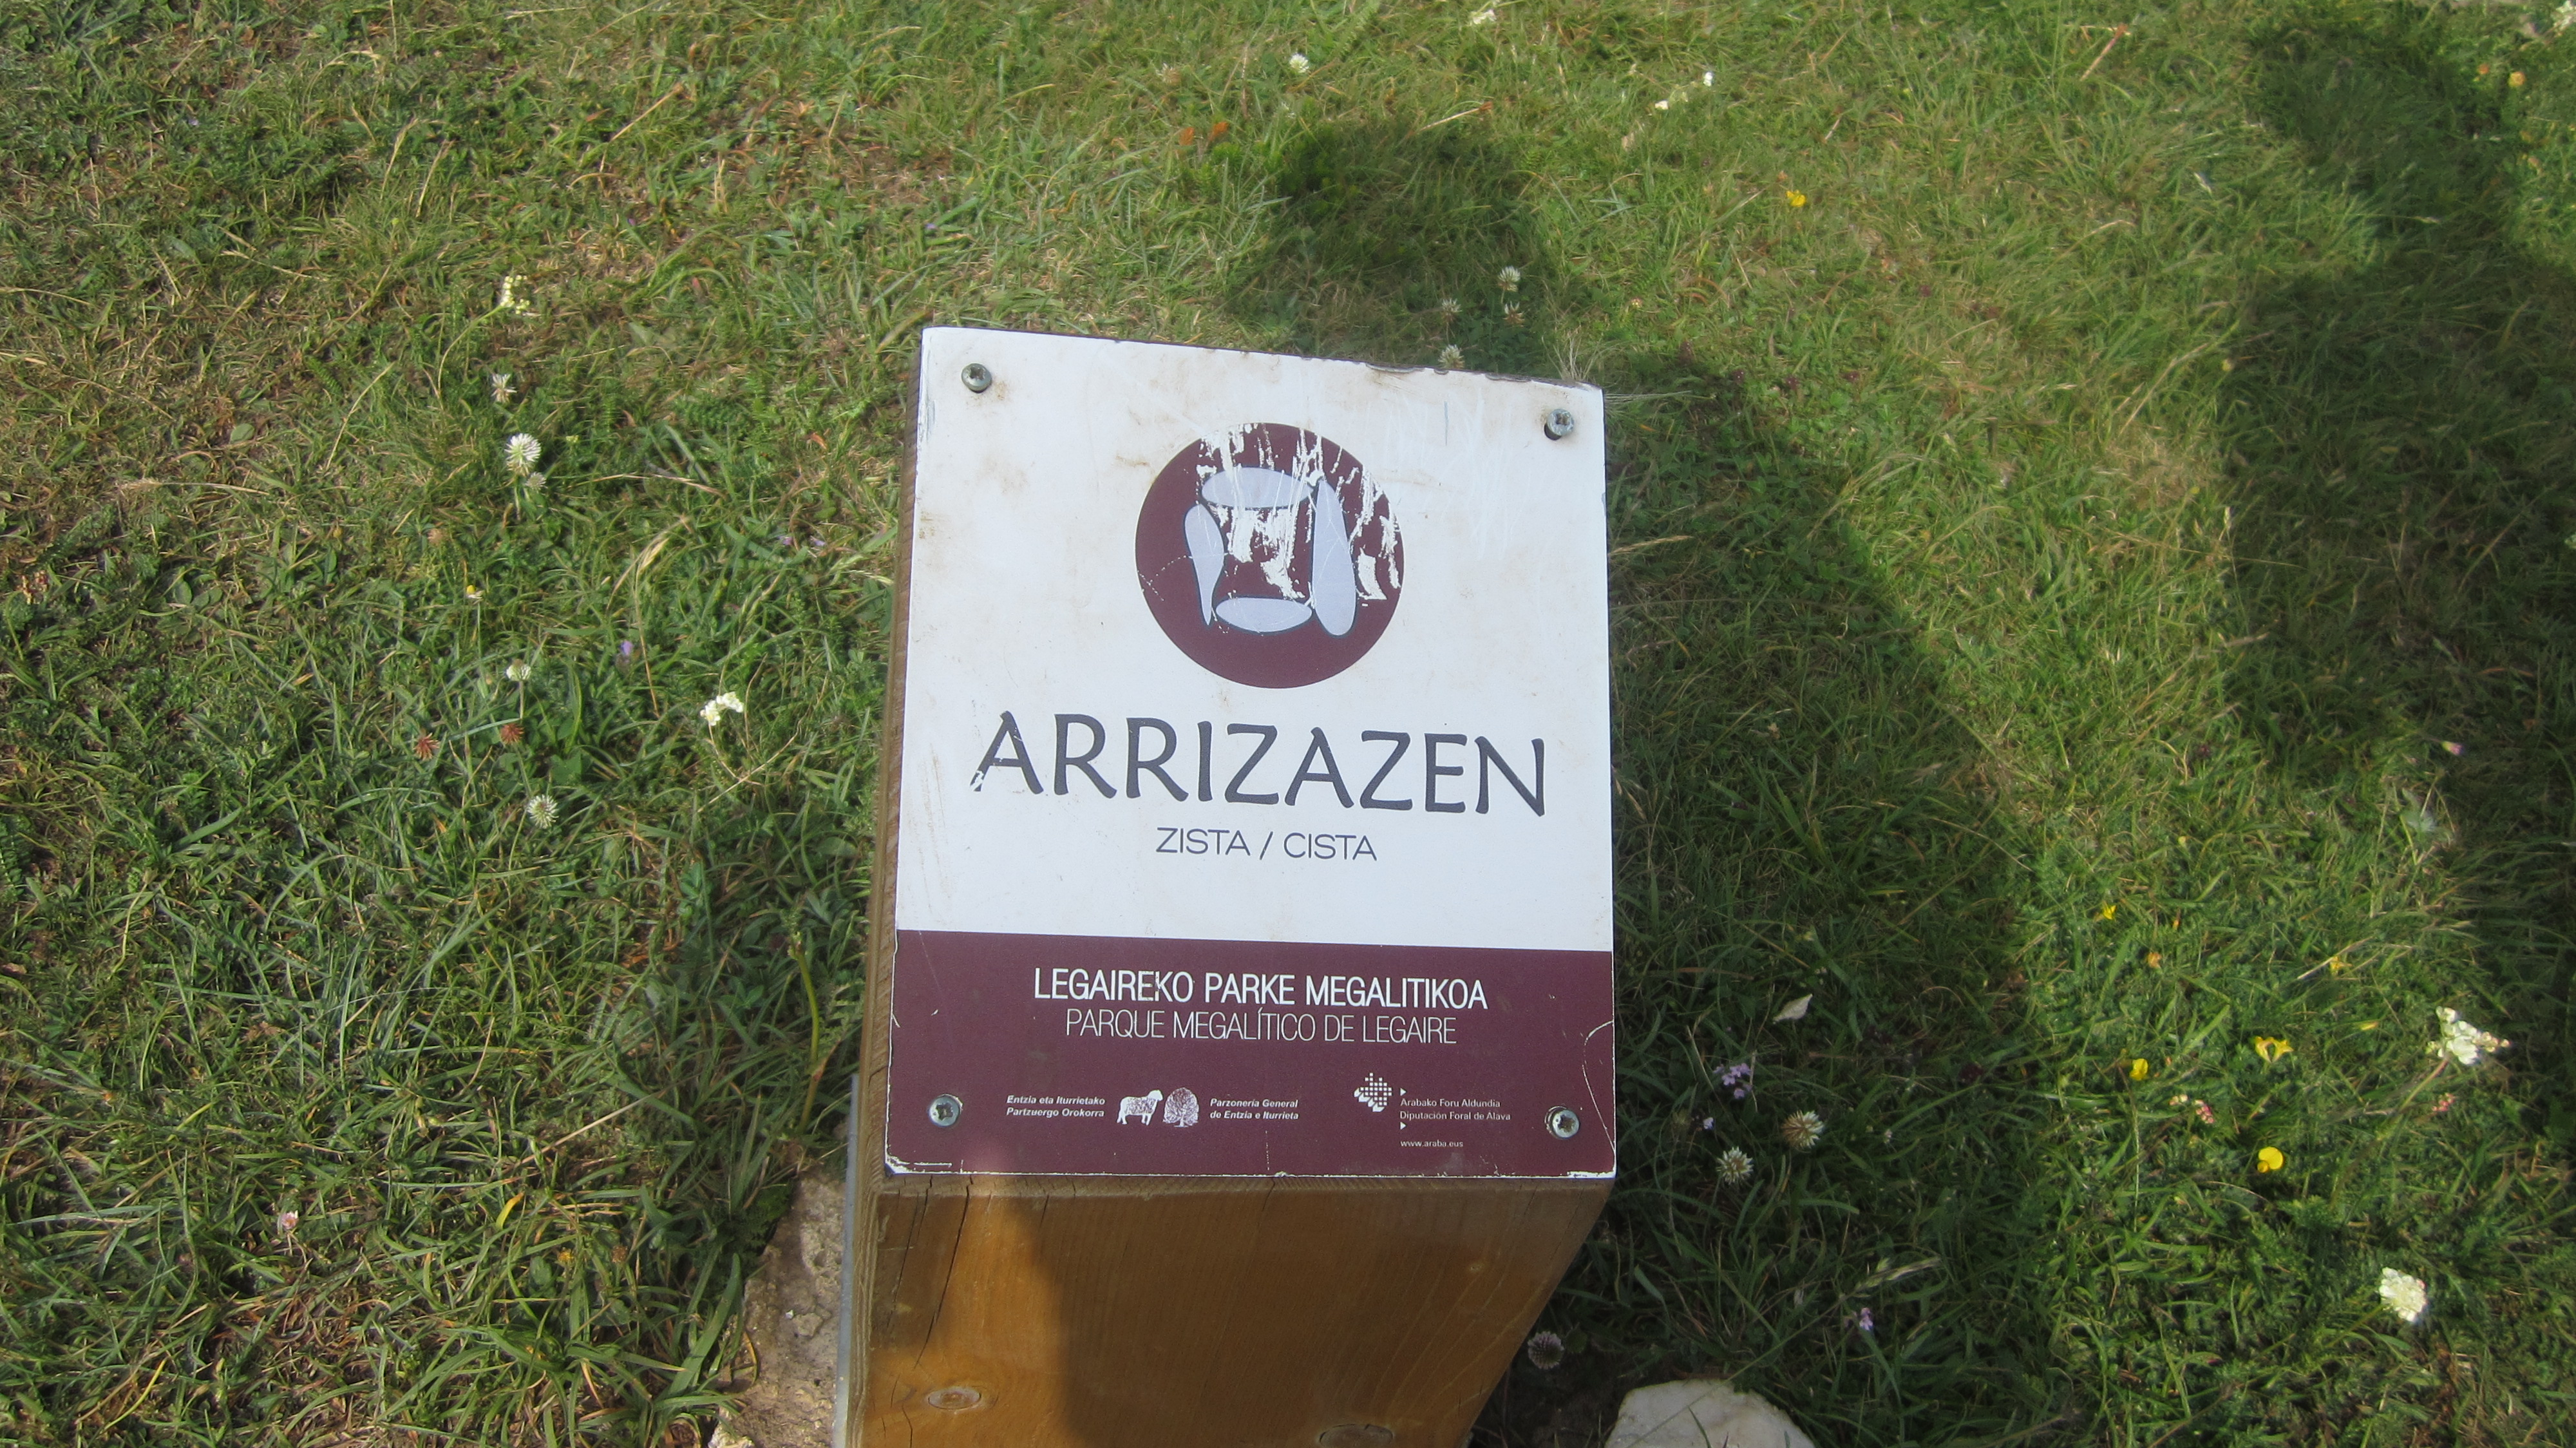 ARRIZAZEN
ZISTA / CISTA
LEGAIREKO PARKE MEGALITIKOA
PARQUE MEGALÍTICO DE LEGAIRE
Entzia eta Iturrietako
Partzuergo Orokorra
Parzonería General
de Entzia e Iturrieta
Arabako Foru Aldundia
Diputación Foral de Alava
www.araba.eus